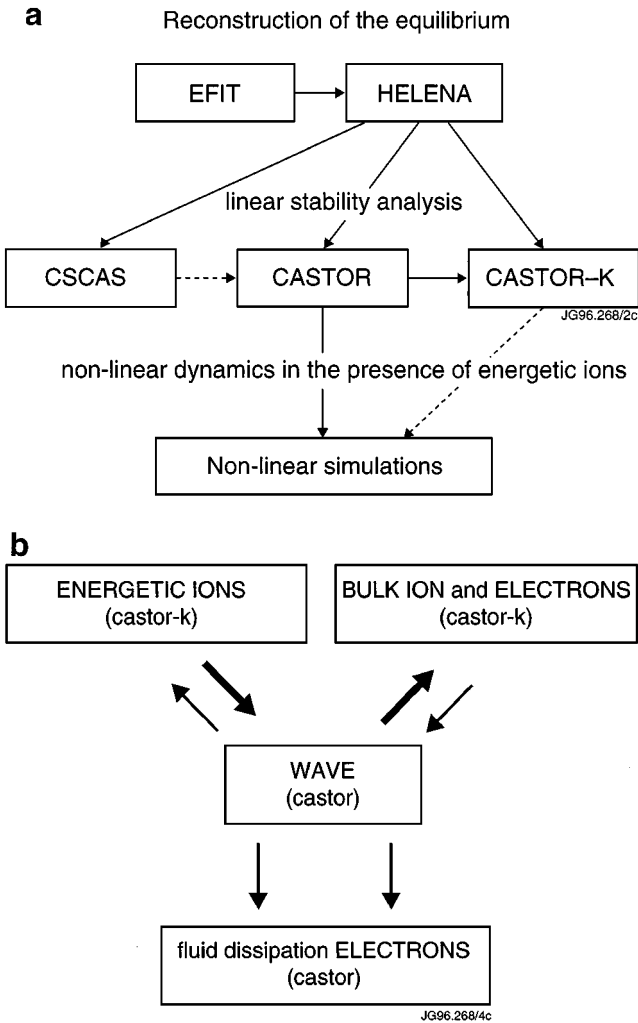 a
Reconstruction of the equilibrium
EFIT
HELENA
linear stability analysis
CSCAS
CASTOR
CASTOR–K
JG96.268/2c
non-linear dynamics in the presence of energetic ions
Non-linear simulations
b
ENERGETIC IONS
(castor-k)
BULK ION and ELECTRONS
(castor-k)
WAVE
(castor)
fluid dissipation ELECTRONS
(castor)
JG96.268/4c